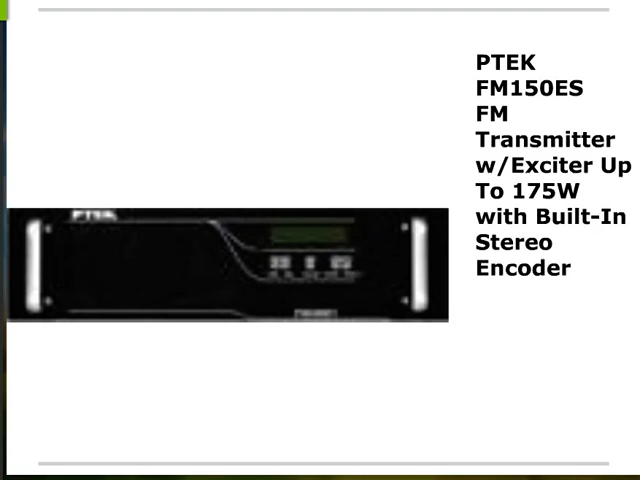 PTEK
FM150ES
FM
Transmitter
w/Exciter Up
To 175W
with Built-In
Stereo
Encoder
PTEK